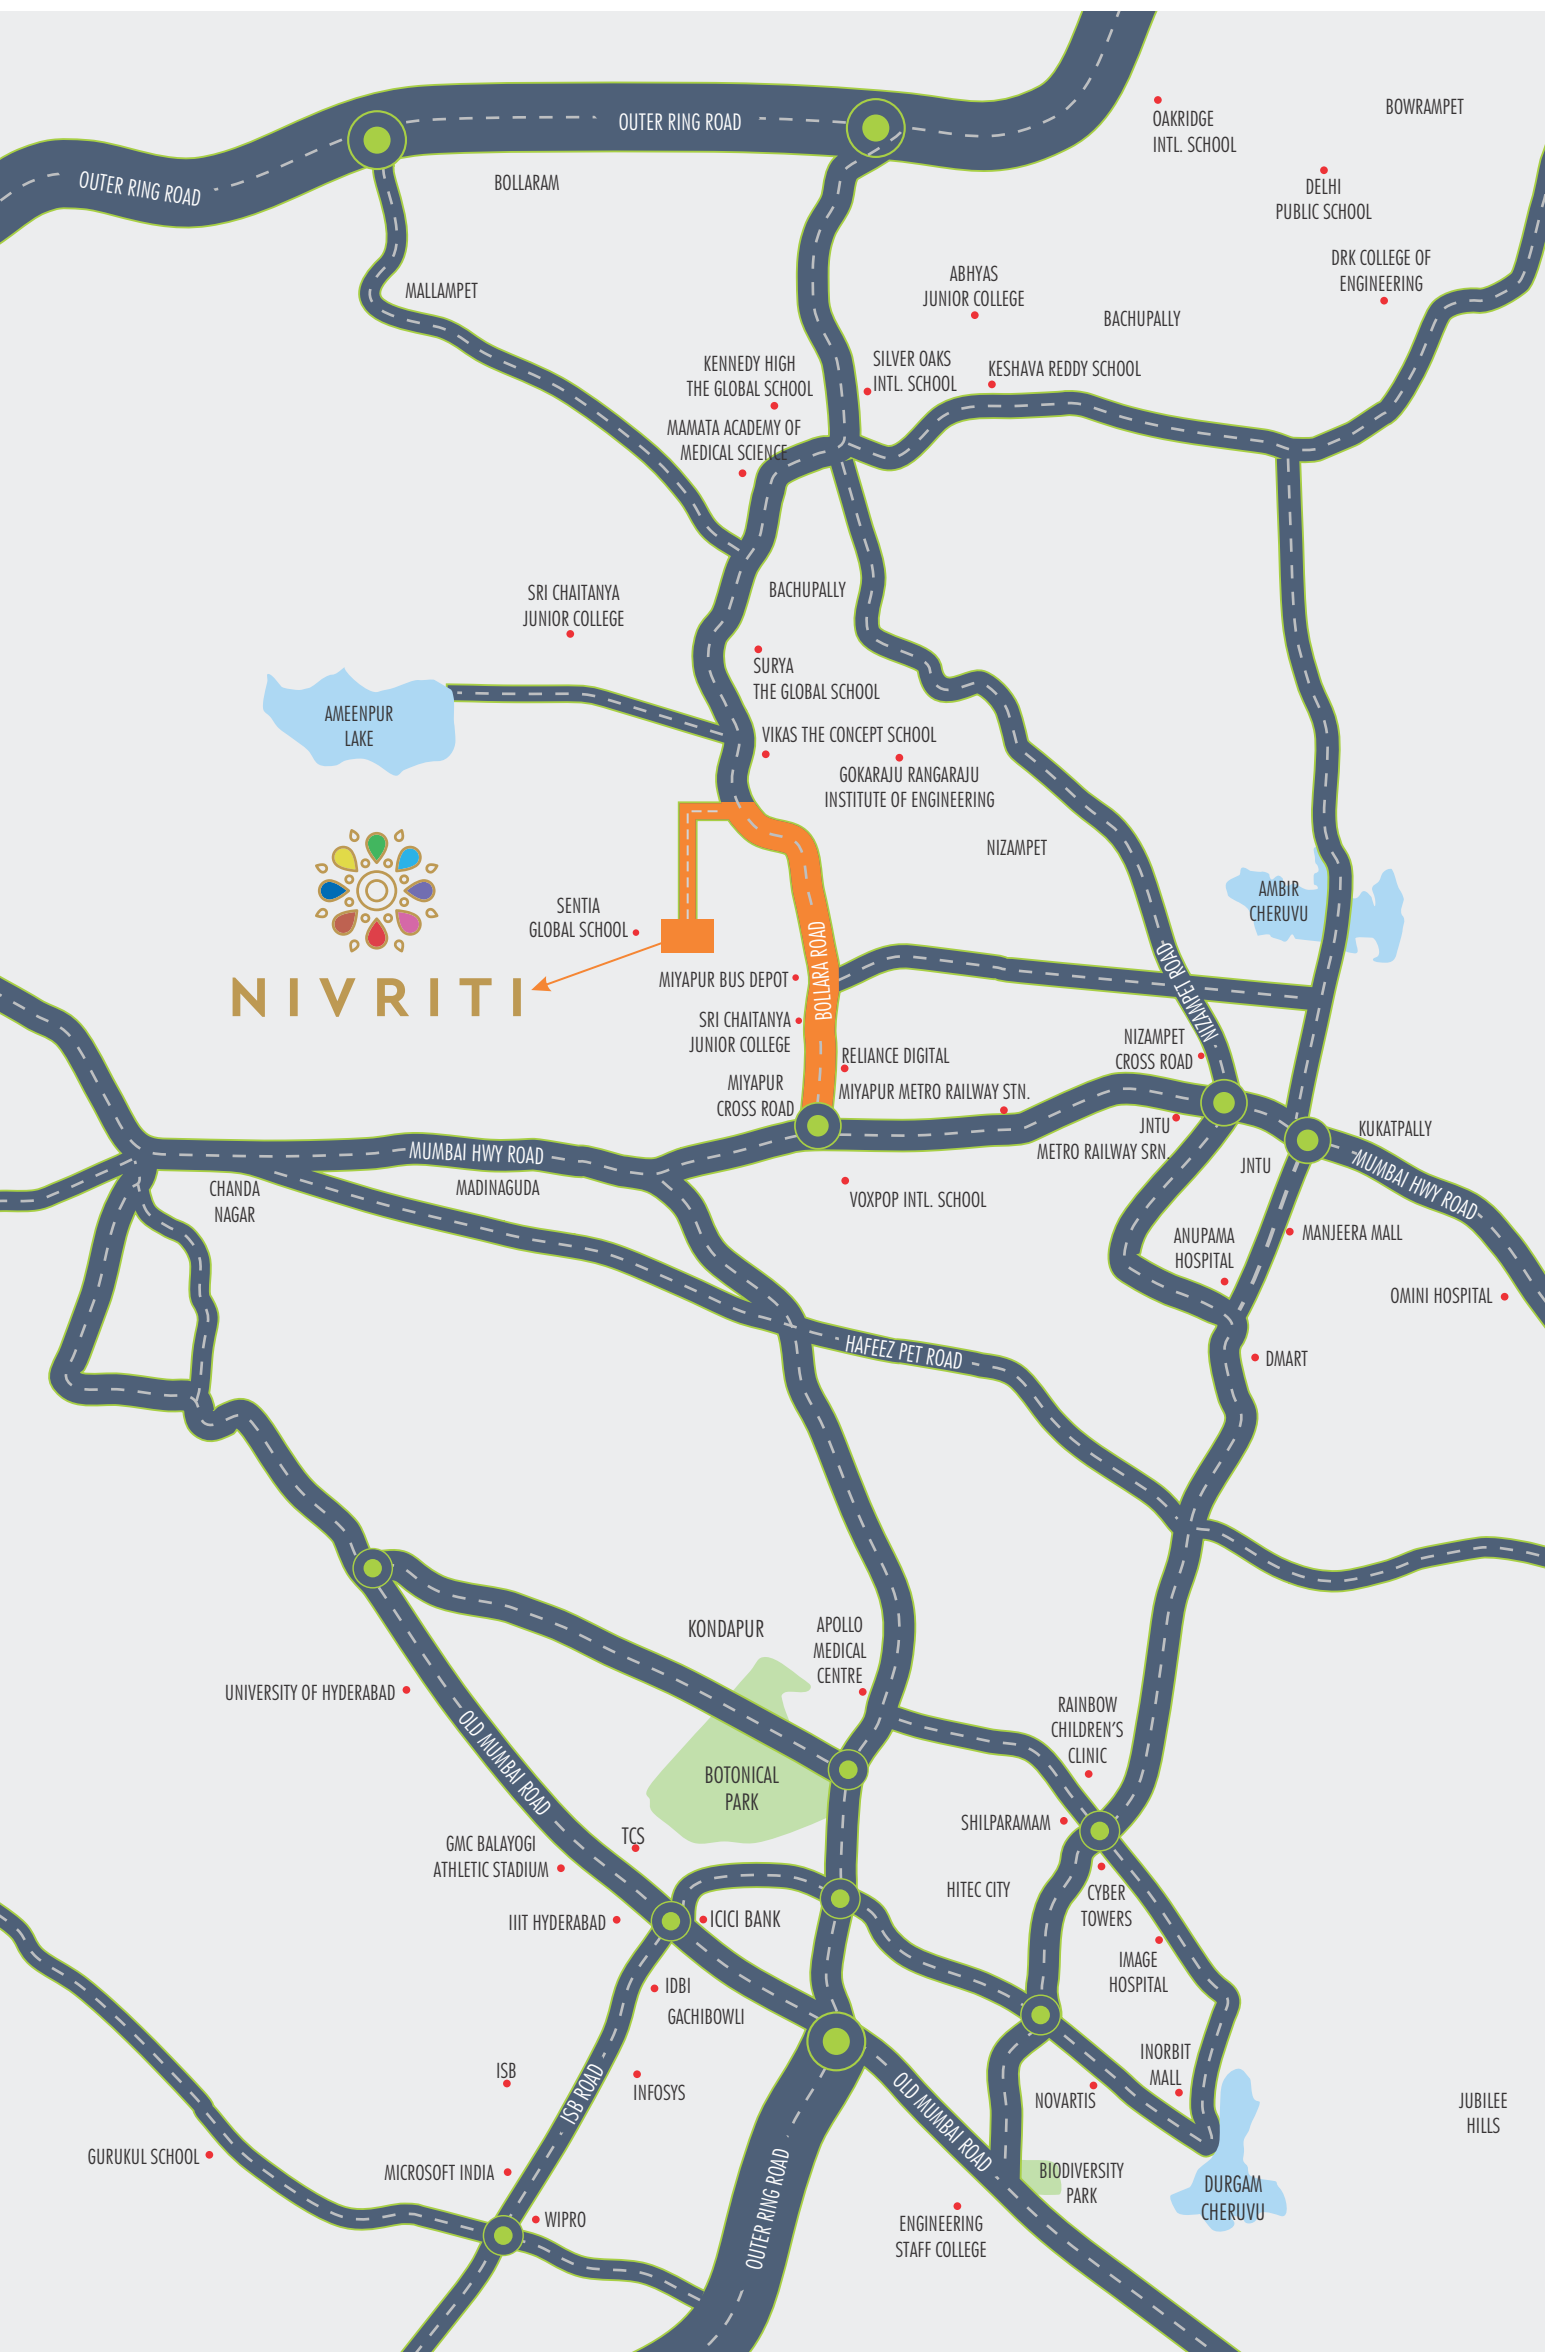 OAKRIDGE
INTL. SCHOOL
BOWRAMPET
OUTER RING ROAD
OUTER RING ROAD
BOLLARAM
DELHI
PUBLIC SCHOOL
DRK COLLEGE OF
ENGINEERING
MALLAMPET
ABHYAS
JUNIOR COLLEGE
BACHUPALLY
KENNEDY HIGH
THE GLOBAL SCHOOL
SILVER OAKS
INTL. SCHOOL
KESHAVA REDDY SCHOOL
MAMATA ACADEMY OF
MEDICAL SCIENCE
BACHUPALLY
SRI CHAITANYA
JUNIOR COLLEGE
SURYA
THE GLOBAL SCHOOL
AMEENPUR
LAKE
VIKAS THE CONCEPT SCHOOL
GOKARAJU RANGARAJU
INSTITUTE OF ENGINEERING
NIZAMPET
AMBIR
CHERUVU
SENTIA
GLOBAL SCHOOL
NIVRITI
MIYAPUR BUS DEPOT
BOLLARA ROAD
NIZAMPET ROAD
SRI CHAITANYA
JUNIOR COLLEGE
RELIANCE DIGITAL
NIZAMPET
CROSS ROAD
MIYAPUR
CROSS ROAD
MIYAPUR METRO RAILWAY STN.
JNTU
METRO RAILWAY SRN.
KUKATPALLY
MUMBAI HWY ROAD
MUMBAI HWY ROAD
JNTU
CHANDA
NAGAR
MADINAGUDA
VOXPOP INTL. SCHOOL
ANUPAMA
HOSPITAL
MANJEERA MALL
OMINI HOSPITAL
HAFEEZ PET ROAD
DMART
KONDAPUR
APOLLO
MEDICAL
CENTRE
UNIVERSITY OF HYDERABAD
OLD MUMBAI ROAD
RAINBOW
CHILDREN'S
CLINIC
BOTONICAL
PARK
SHILPARAMAM
TCS
GMC BALAYOGI
ATHLETIC STADIUM
HITEC CITY
CYBER
TOWERS
IIIT HYDERABAD
ICICI BANK
IMAGE
HOSPITAL
IDBI
GACHIBOWLI
INORBIT
MALL
ISB
ISB ROAD
INFOSYS
NOVARTIS
JUBILEE
HILLS
OLD MUMBAI ROAD
GURUKUL SCHOOL
MICROSOFT INDIA
BIODIVERSITY
PARK
DURGAM
CHERUVU
WIPRO
OUTER RING ROAD
ENGINEERING
STAFF COLLEGE